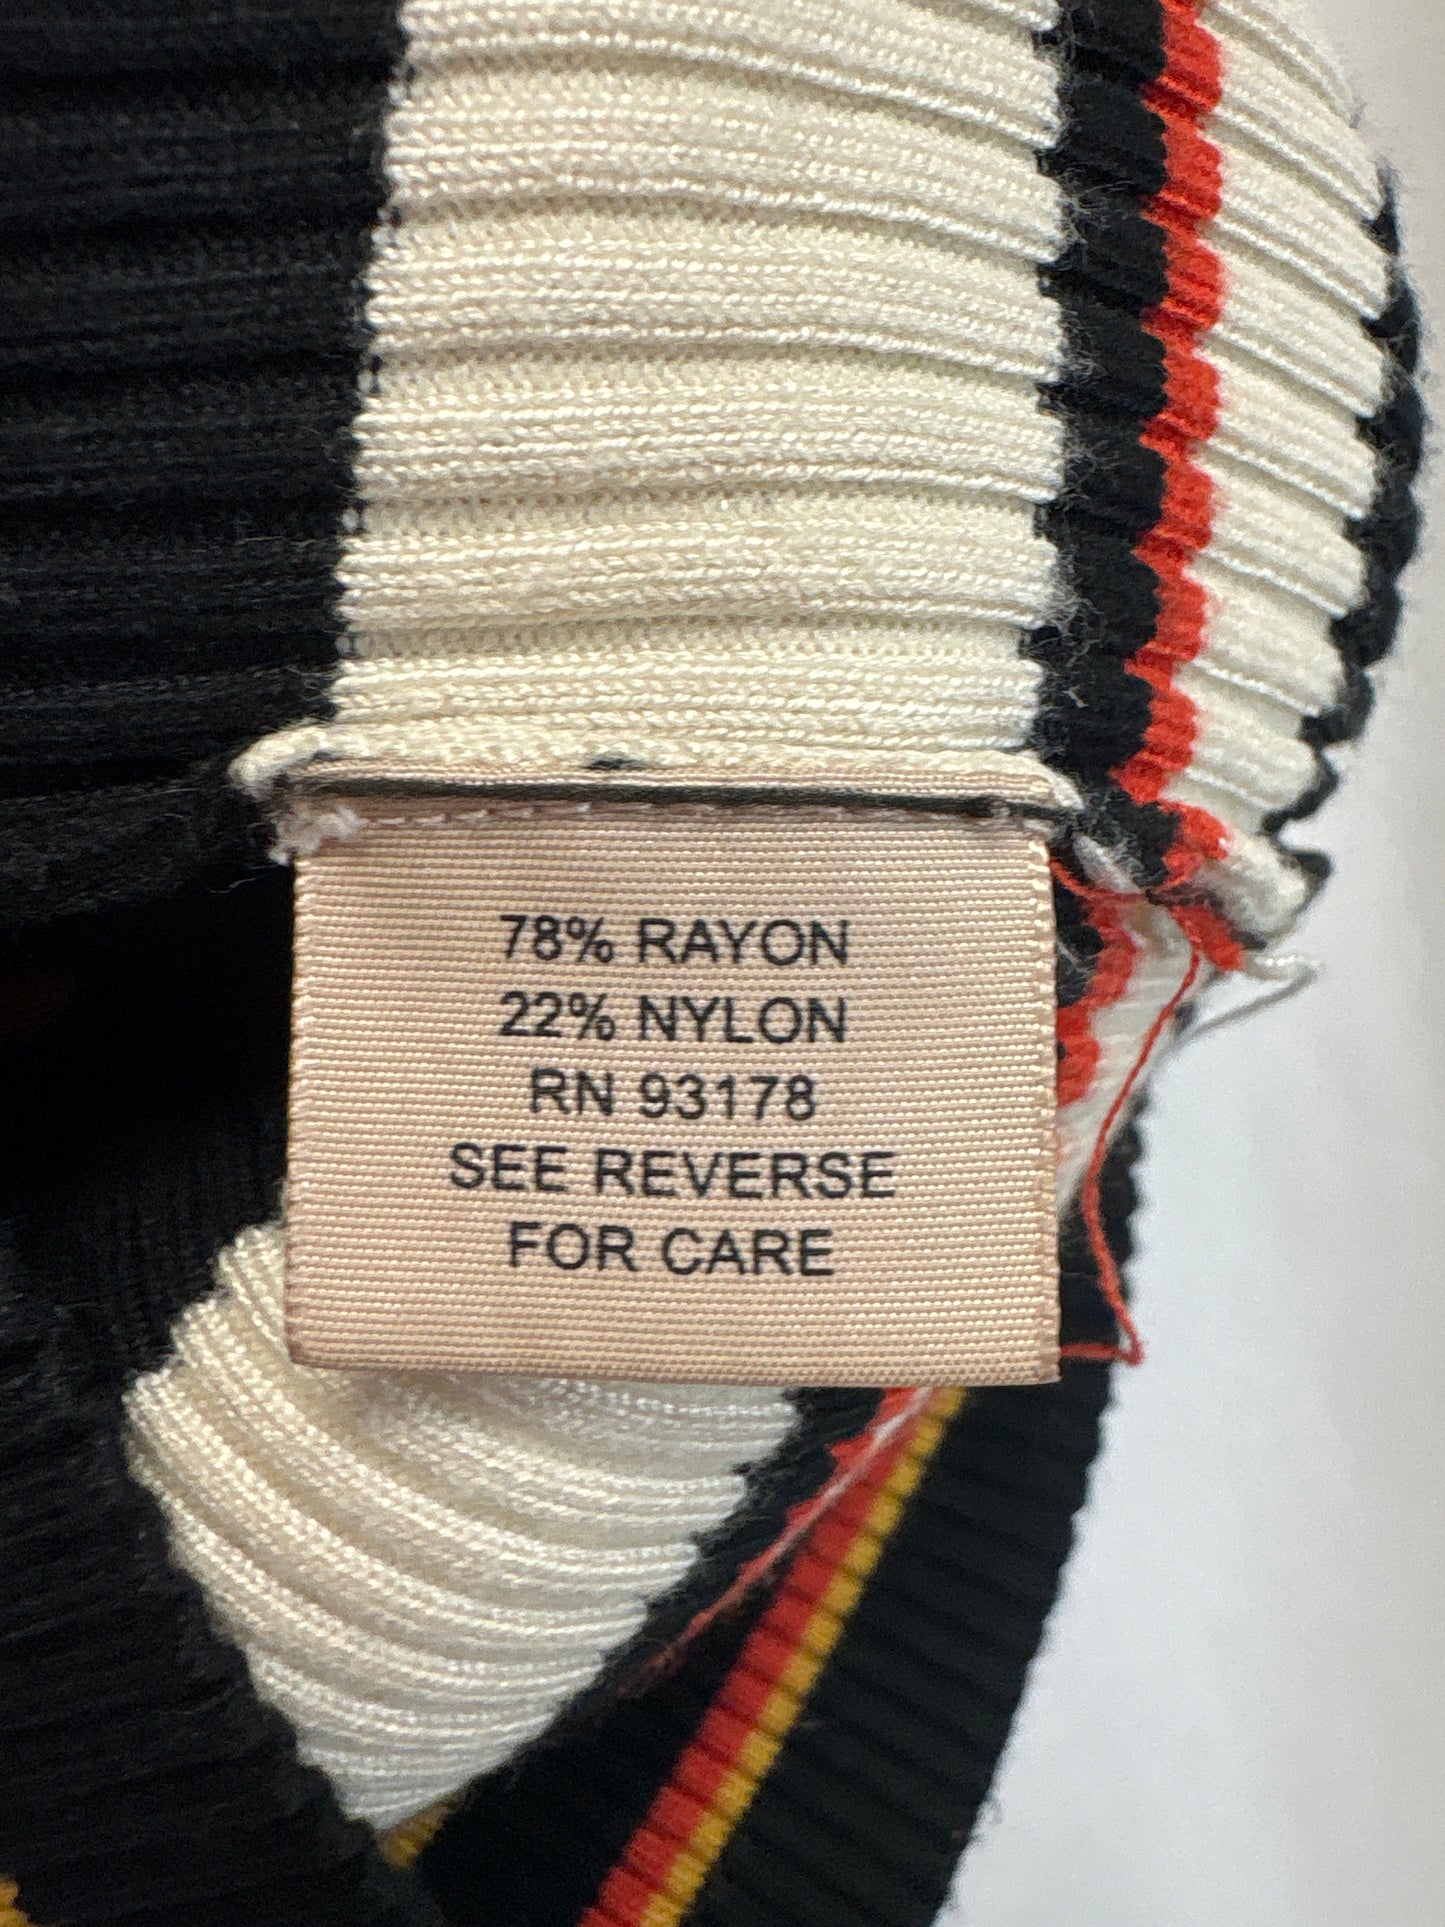 78% RAYON
22% NYLON
RN 93178
SEE REVERSE
FOR CARE